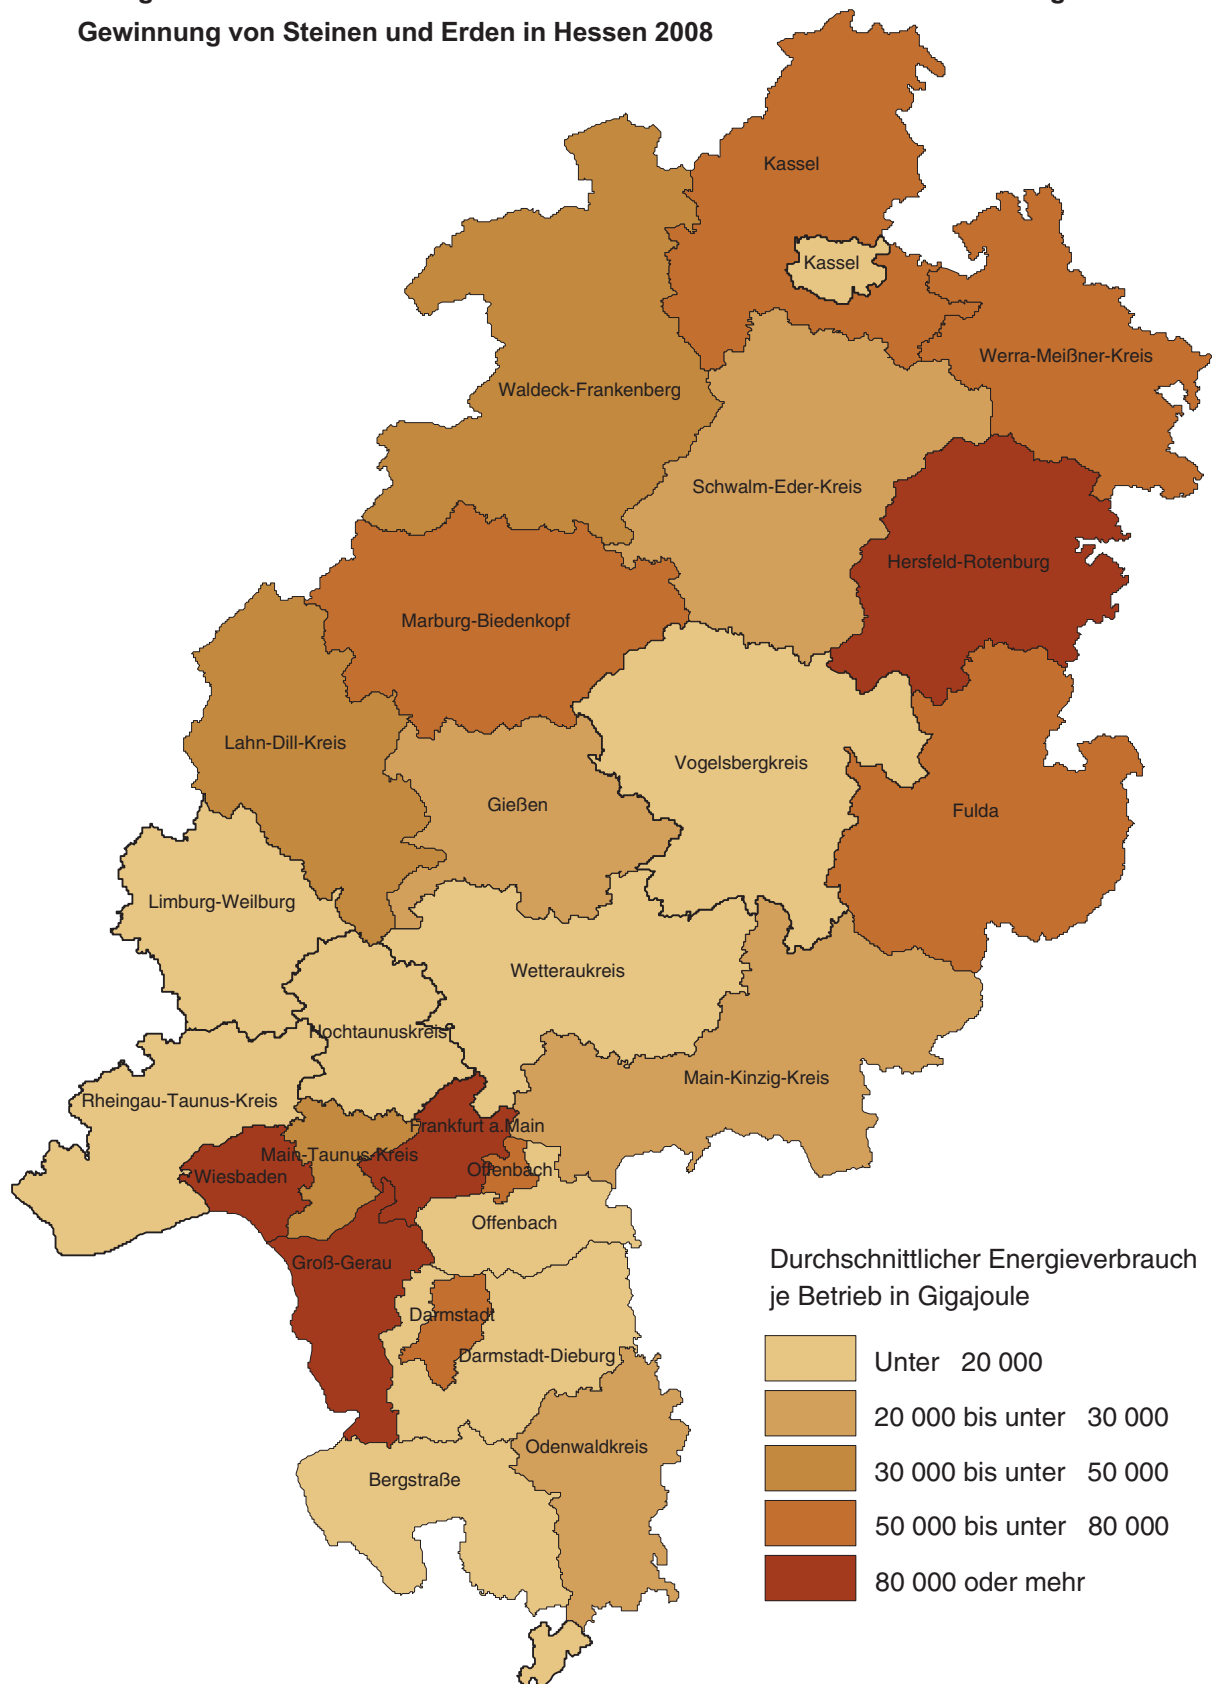 Gewinnung von Steinen und Erden in Hessen 2008
Kassel
Kassel
Werra-Meißner-Kreis
Waldeck-Frankenberg
Schwalm-Eder-Kreis
Hersfeld-Rotenburg
Marburg-Biedenkopf
Lahn-Dill-Kreis
Vogelsbergkreis
Gießen
Fulda
Limburg-Weilburg
Wetteraukreis
Hochtaunuskreis
Main-Kinzig-Kreis
Rheingau-Taunus-Kreis
Frankfurt a.Main
Main-Taunus-Kreis
Offenbach
Wiesbaden
Offenbach
Groß-Gerau
Darmstadt
Darmstadt-Dieburg
Odenwaldkreis
Bergstraße
Durchschnittlicher Energieverbrauch
je Betrieb in Gigajoule
Unter 20 000
20 000 bis unter 30 000
30 000 bis unter 50 000
50 000 bis unter 80 000
80 000 oder mehr